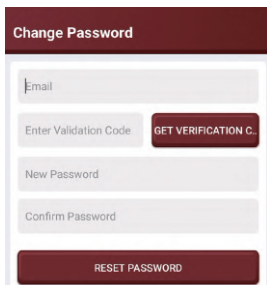 Change Password
Email
Enter Validation Code GET VERIFICATION C..
New Password
Confirm Password
RESET PASSWORD